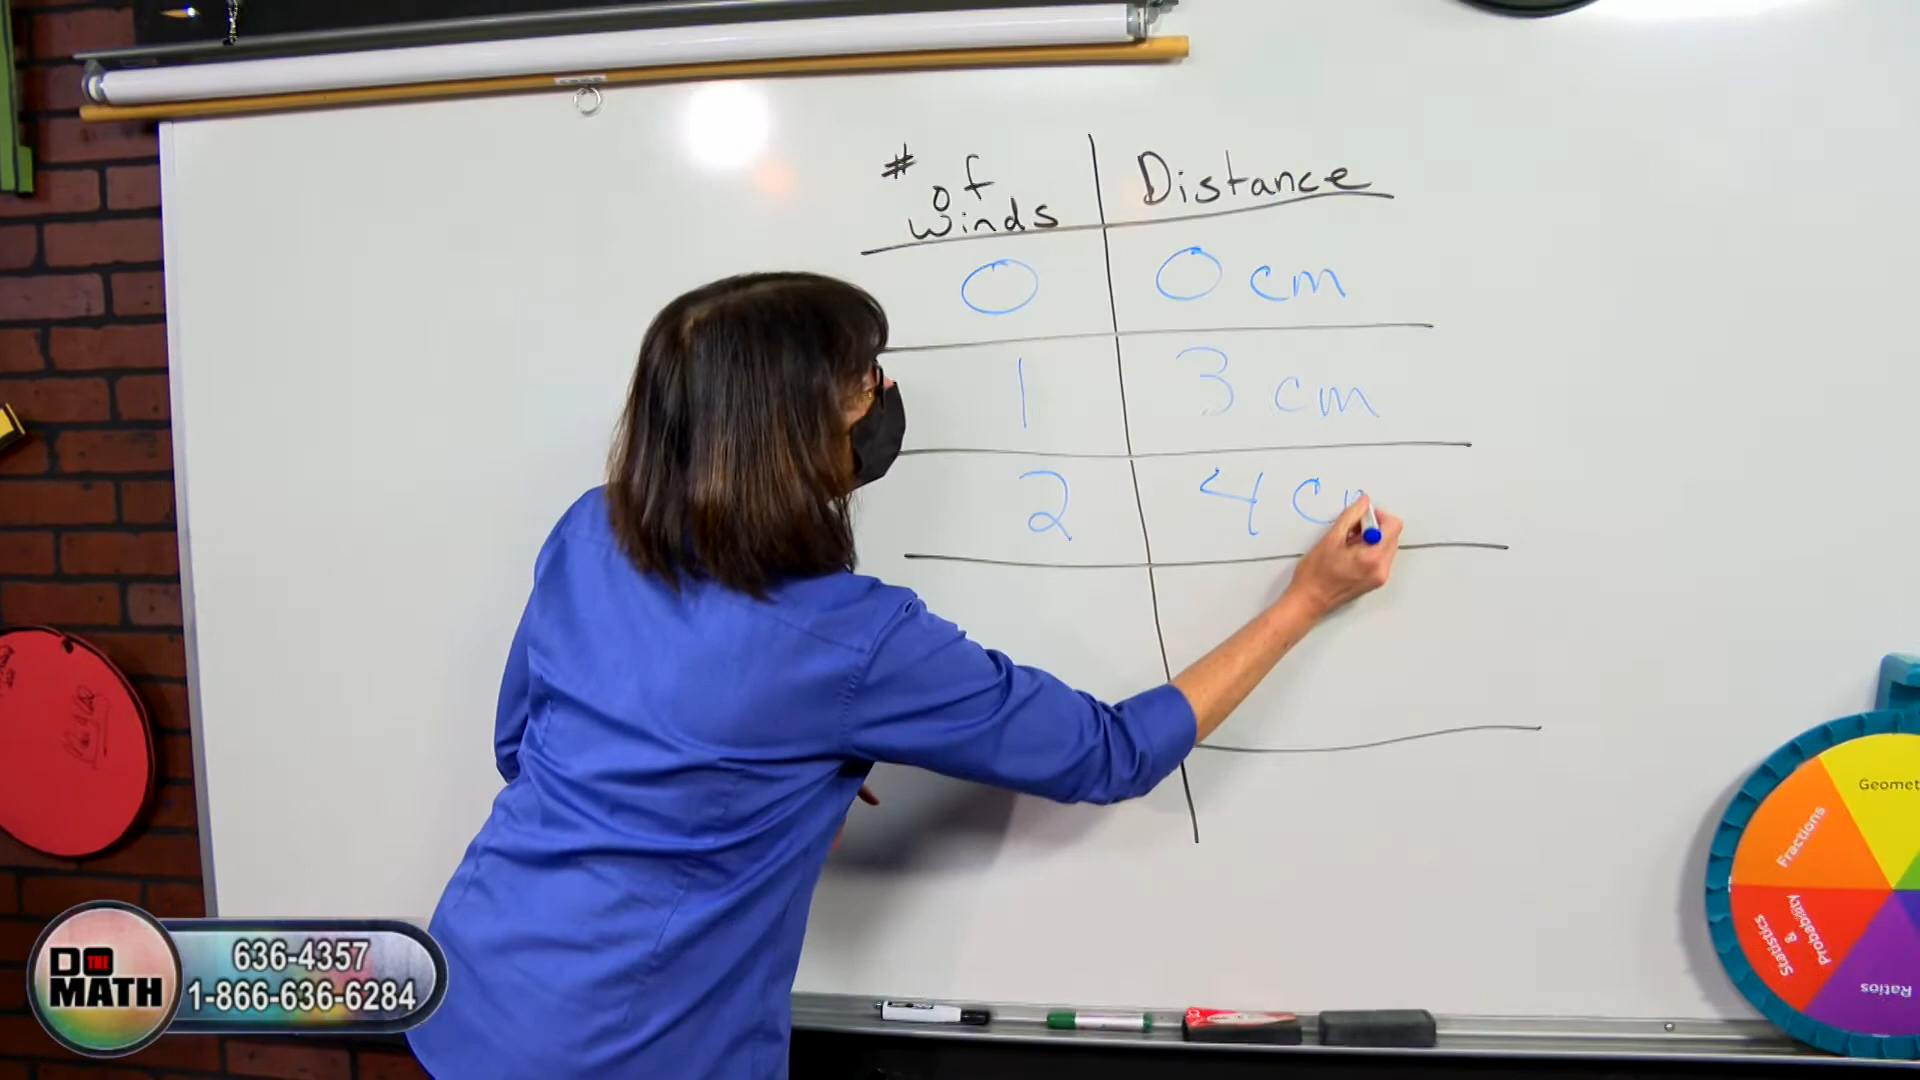 #
of
winds
Distance
0
0 cm
1
3 cm
2
4 c
Geomet
Fractions
Statistics
&
Probability
Ratios
DO THE
MATH
636-4357
1-866-636-6284